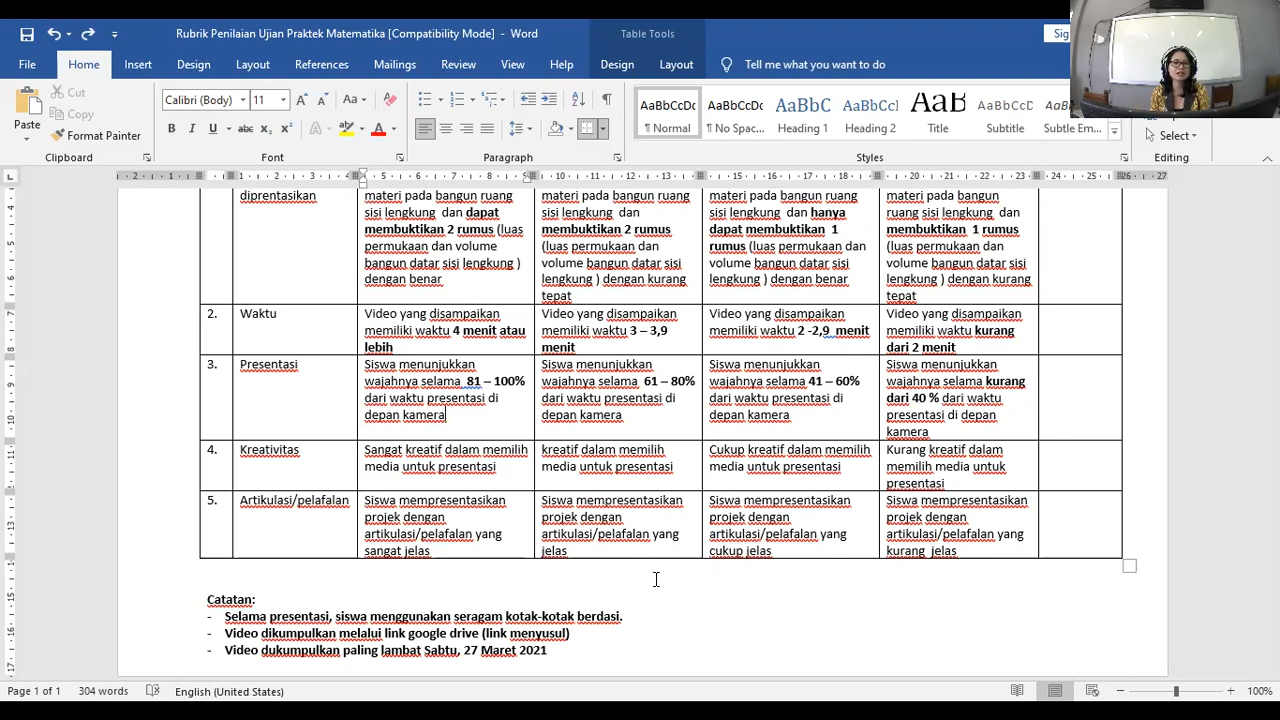 Rubrik Penilaian Ujian Praktek Matematika [Compatibility Mode] - Word
Table Tools
Sig
File Home Insert Design Layout References Mailings Review View Help Design Layout Tell me what you want to do
Paste
Cut
Copy
Format Painter
Clipboard
Calibri (Body) 11
Font
Paragraph
AaBbCcDc AaBbCcDc AaBbC AaBbCc AaB AaBbCcD AaBbCcDc
¶ Normal ¶ No Spac... Heading 1 Heading 2 Title Subtitle Subtle Em...
Styles
Select
Editing
diprentasikan
materi pada bangun ruang
sisi lengkung dan dapat
membuktikan 2 rumus (luas
permukaan dan volume
bangun datar sisi lengkung )
dengan benar
materi pada bangun ruang
sisi lengkung dan
membuktikan 2 rumus
(luas permukaan dan
volume bangun datar sisi
lengkung ) dengan kurang
tepat
materi pada bangun ruang
sisi lengkung dan hanya
dapat membuktikan 1
rumus (luas permukaan dan
volume bangun datar sisi
lengkung ) dengan benar
materi pada bangun
ruang sisi lengkung dan
membuktikan 1 rumus
(luas permukaan dan
volume bangun datar sisi
lengkung ) dengan kurang
tepat
2.
Waktu
Video yang disampaikan
memiliki waktu 4 menit atau
lebih
Video yang disampaikan
memiliki waktu 3 – 3,9
menit
Video yang disampaikan
memiliki waktu 2 -2,9 menit
Video yang disampaikan
memiliki waktu kurang
dari 2 menit
3.
Presentasi
Siswa menunjukkan
wajahnya selama 81 – 100%
dari waktu presentasi di
depan kamera
Siswa menunjukkan
wajahnya selama 61 – 80%
dari waktu presentasi di
depan kamera
Siswa menunjukkan
wajahnya selama 41 – 60%
dari waktu presentasi di
depan kamera
Siswa menunjukkan
wajahnya selama kurang
dari 40 % dari waktu
presentasi di depan
kamera
4.
Kreativitas
Sangat kreatif dalam memilih
media untuk presentasi
kreatif dalam memilih
media untuk presentasi
Cukup kreatif dalam memilih
media untuk presentasi
Kurang kreatif dalam
memilih media untuk
presentasi
5.
Artikulasi/pelafalan
Siswa mempresentasikan
projek dengan
artikulasi/pelafalan yang
sangat jelas
Siswa mempresentasikan
projek dengan
artikulasi/pelafalan yang
jelas
Siswa mempresentasikan
projek dengan
artikulasi/pelafalan yang
cukup jelas
Siswa mempresentasikan
projek dengan
artikulasi/pelafalan yang
kurang jelas
Catatan:
- Selama presentasi, siswa menggunakan seragam kotak-kotak berdasi.
- Video dikumpulkan melalui link google drive (link menyusul)
- Video dukumpulkan paling lambat Sabtu, 27 Maret 2021
Page 1 of 1 304 words English (United States) 100%